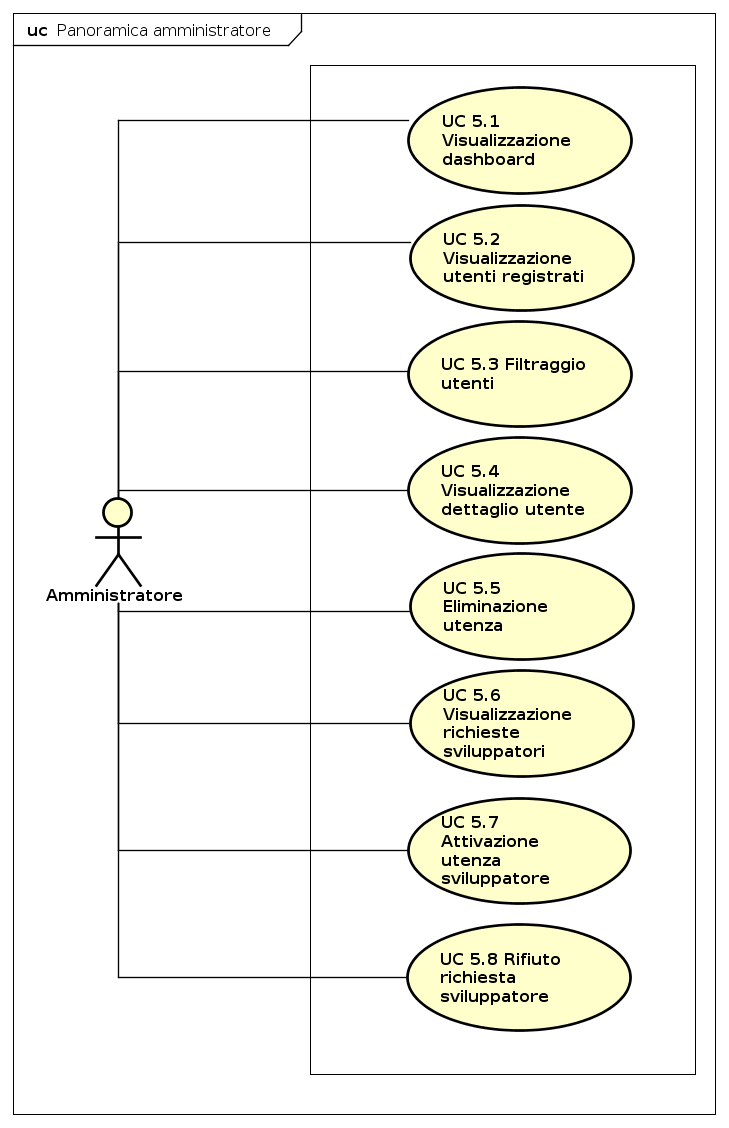 uc Panoramica amministratore
UC 5.1
Visualizzazione
dashboard
UC 5.2
Visualizzazione
utenti registrati
UC 5.3 Filtraggio
utenti
UC 5.4
Visualizzazione
dettaglio utente
Amministratore
UC 5.5
Eliminazione
utenza
UC 5.6
Visualizzazione
richieste
sviluppatori
UC 5.7
Attivazione
utenza
sviluppatore
UC 5.8 Rifiuto
richiesta
sviluppatore